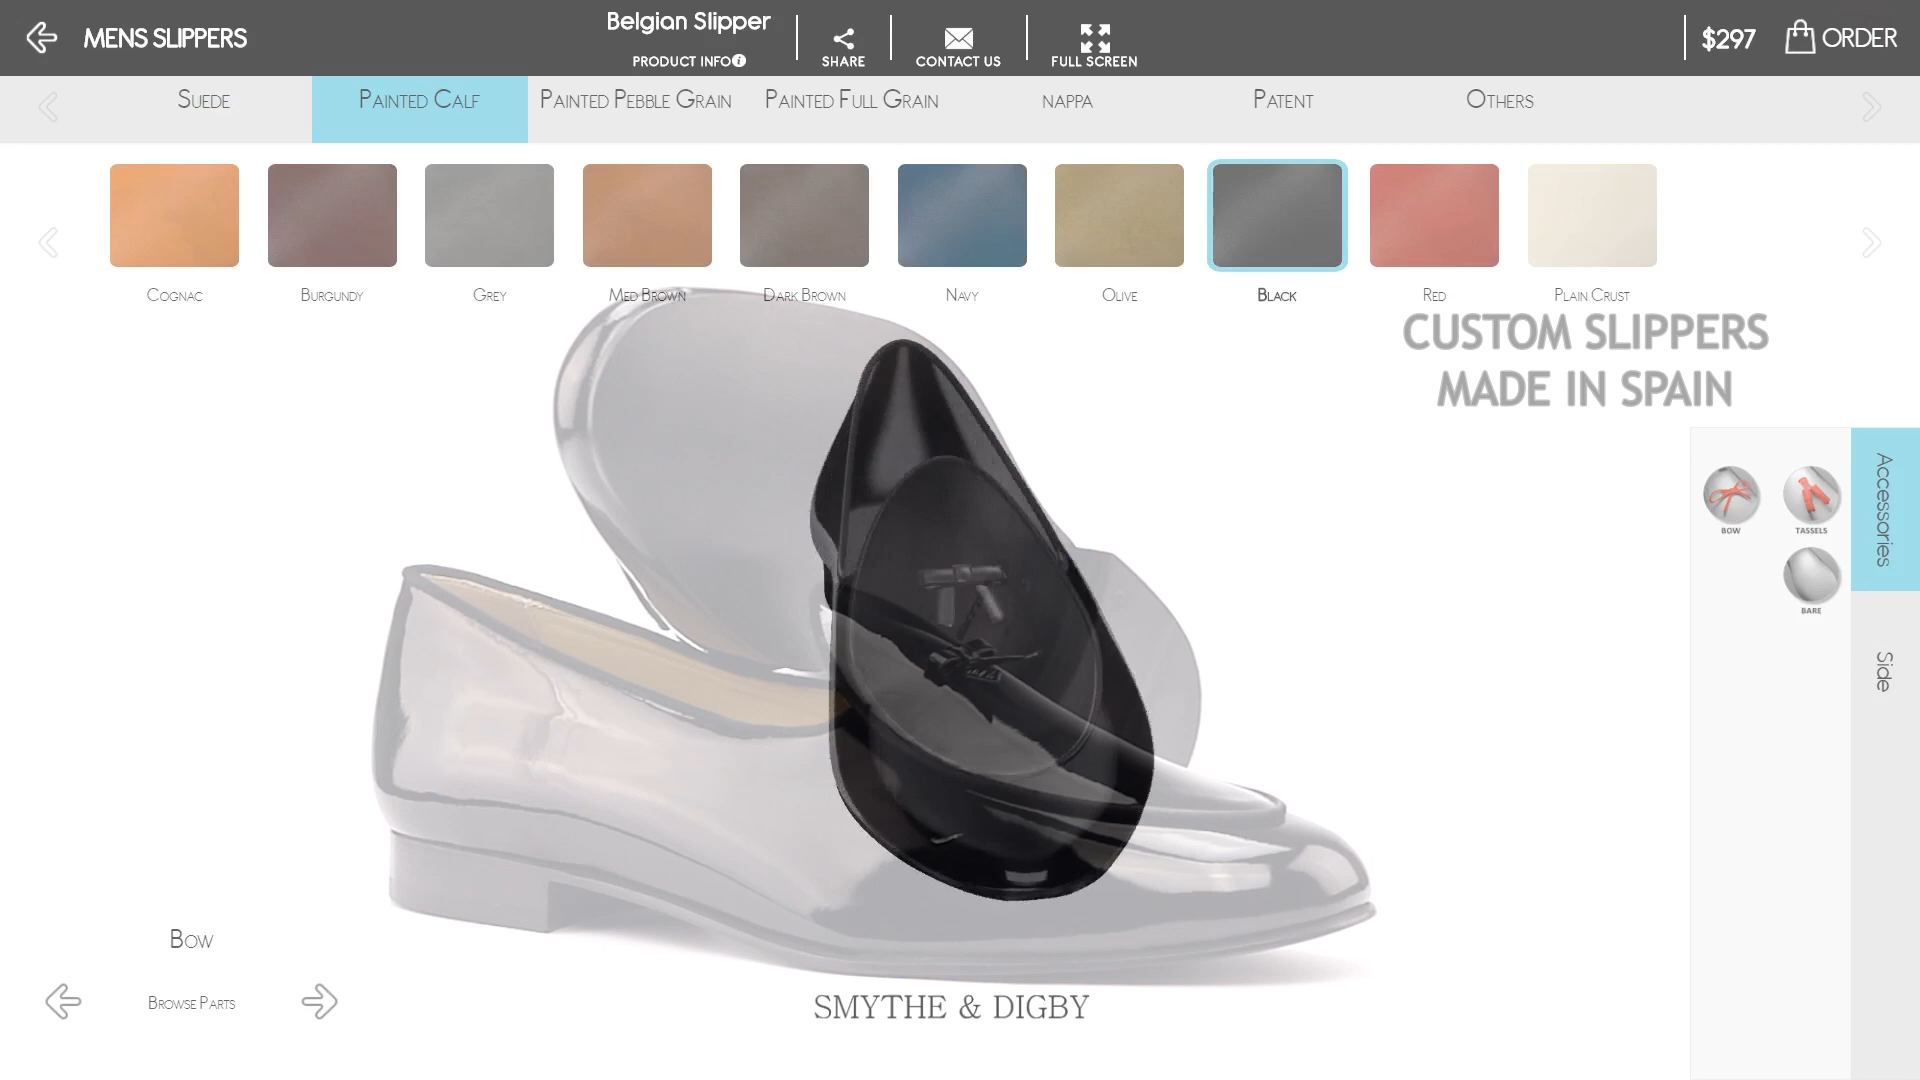 MENS SLIPPERS
Belgian Slipper
PRODUCT INFO
SHARE
CONTACT US
FULL SCREEN
$297
ORDER
SUEDE
PAINTED CALF
PAINTED PEBBLE GRAIN
PAINTED FULL GRAIN
NAPPA
PATENT
OTHERS
COGNAC
BURGUNDY
GREY
MED BROWN
DARK BROWN
NAVY
OLIVE
BLACK
RED
PLAIN CRUST
CUSTOM SLIPPERS
MADE IN SPAIN
BOW
TASSELS
BARE
Accessories
Side
BOW
BROWSE PARTS
SMYTHE & DIGBY